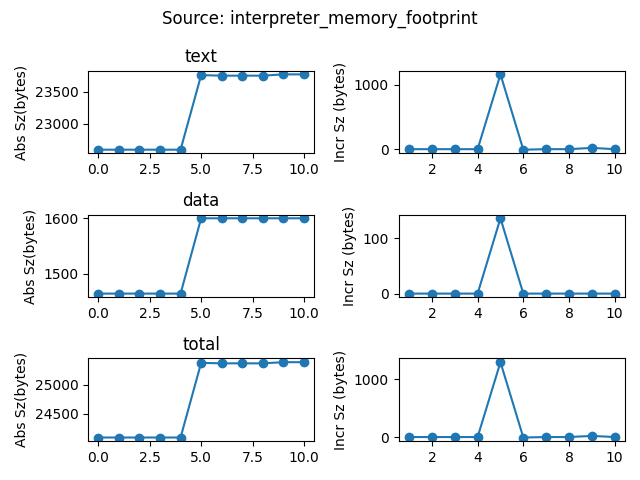 Source: interpreter_memory_footprint
text
Abs Sz(bytes)
23500
23000
0.0 2.5 5.0 7.5 10.0
Incr Sz (bytes)
1000
0
2 4 6 8 10
data
Abs Sz(bytes)
1600
1500
0.0 2.5 5.0 7.5 10.0
Incr Sz (bytes)
100
0
2 4 6 8 10
total
Abs Sz(bytes)
25000
24500
0.0 2.5 5.0 7.5 10.0
Incr Sz (bytes)
1000
0
2 4 6 8 10